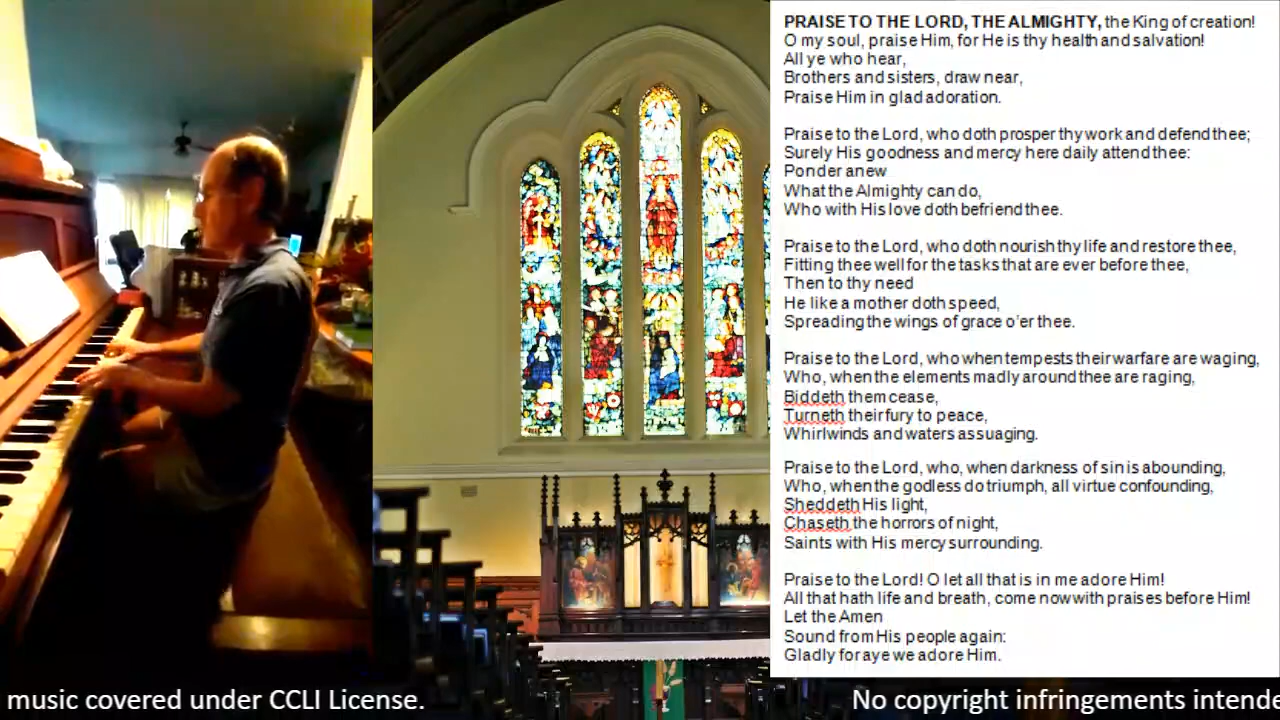 PRAISE TO THE LORD, THE ALMIGHTY, the King of creation!
O my soul, praise Him, for He is thy health and salvation!
All ye who hear,
Brothers and sisters, draw near,
Praise Him in glad adoration.
Praise to the Lord, who doth prosper thy work and defend thee;
Surely His goodness and mercy here daily attend thee:
Ponder anew
What the Almighty can do,
Who with His love doth befriend thee.
Praise to the Lord, who doth nourish thy life and restore thee,
Fitting thee well for the tasks that are ever before thee,
Then to thy need
He like a mother doth speed,
Spreading the wings of grace o'er thee.
Praise to the Lord, who when tempests their warfare are waging,
Who, when the elements madly around thee are raging,
Biddeth them cease,
Turneth their fury to peace,
Whirlwinds and waters assuaging.
Praise to the Lord, who, when darkness of sin is abounding,
Who, when the godless do triumph, all virtue confounding,
Sheddeth His light,
Chaseth the horrors of night,
Saints with His mercy surrounding.
Praise to the Lord! O let all that is in me adore Him!
All that hath life and breath, come now with praises before Him!
Let the Amen
Sound from His people again:
Gladly for aye we adore Him.
music covered under CCLI License.
No copyright infringements intende